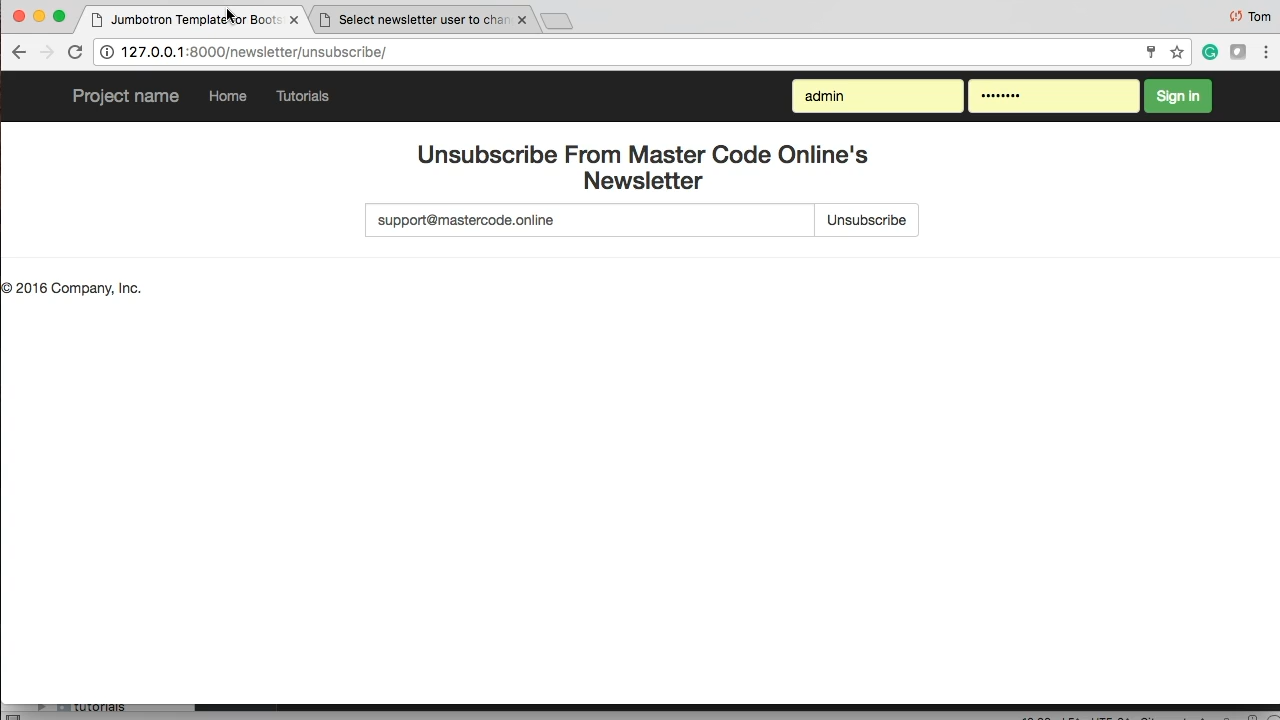 Jumbotron Template for Boots
Select newsletter user to chan
Tom
127.0.0.1:8000/newsletter/unsubscribe/
Project name
Home
Tutorials
admin
••••••••
Sign in
Unsubscribe From Master Code Online's
Newsletter
support@mastercode.online
Unsubscribe
© 2016 Company, Inc.
tutorials